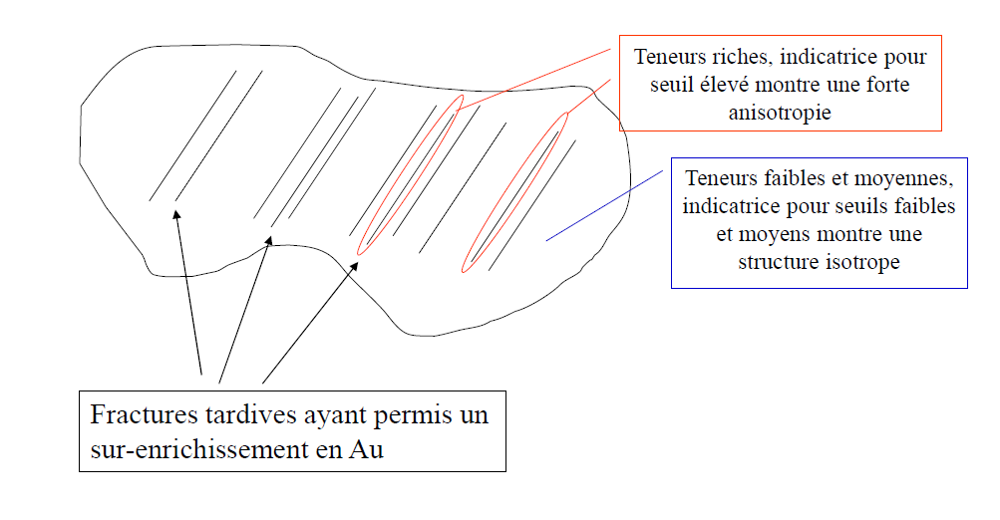 Teneurs riches, indicatrice pour
seuil élevé montre une forte
anisotropie
Teneurs faibles et moyennes,
indicatrice pour seuils faibles
et moyens montre une
structure isotrope
Fractures tardives ayant permis un
sur-enrichissement en Au